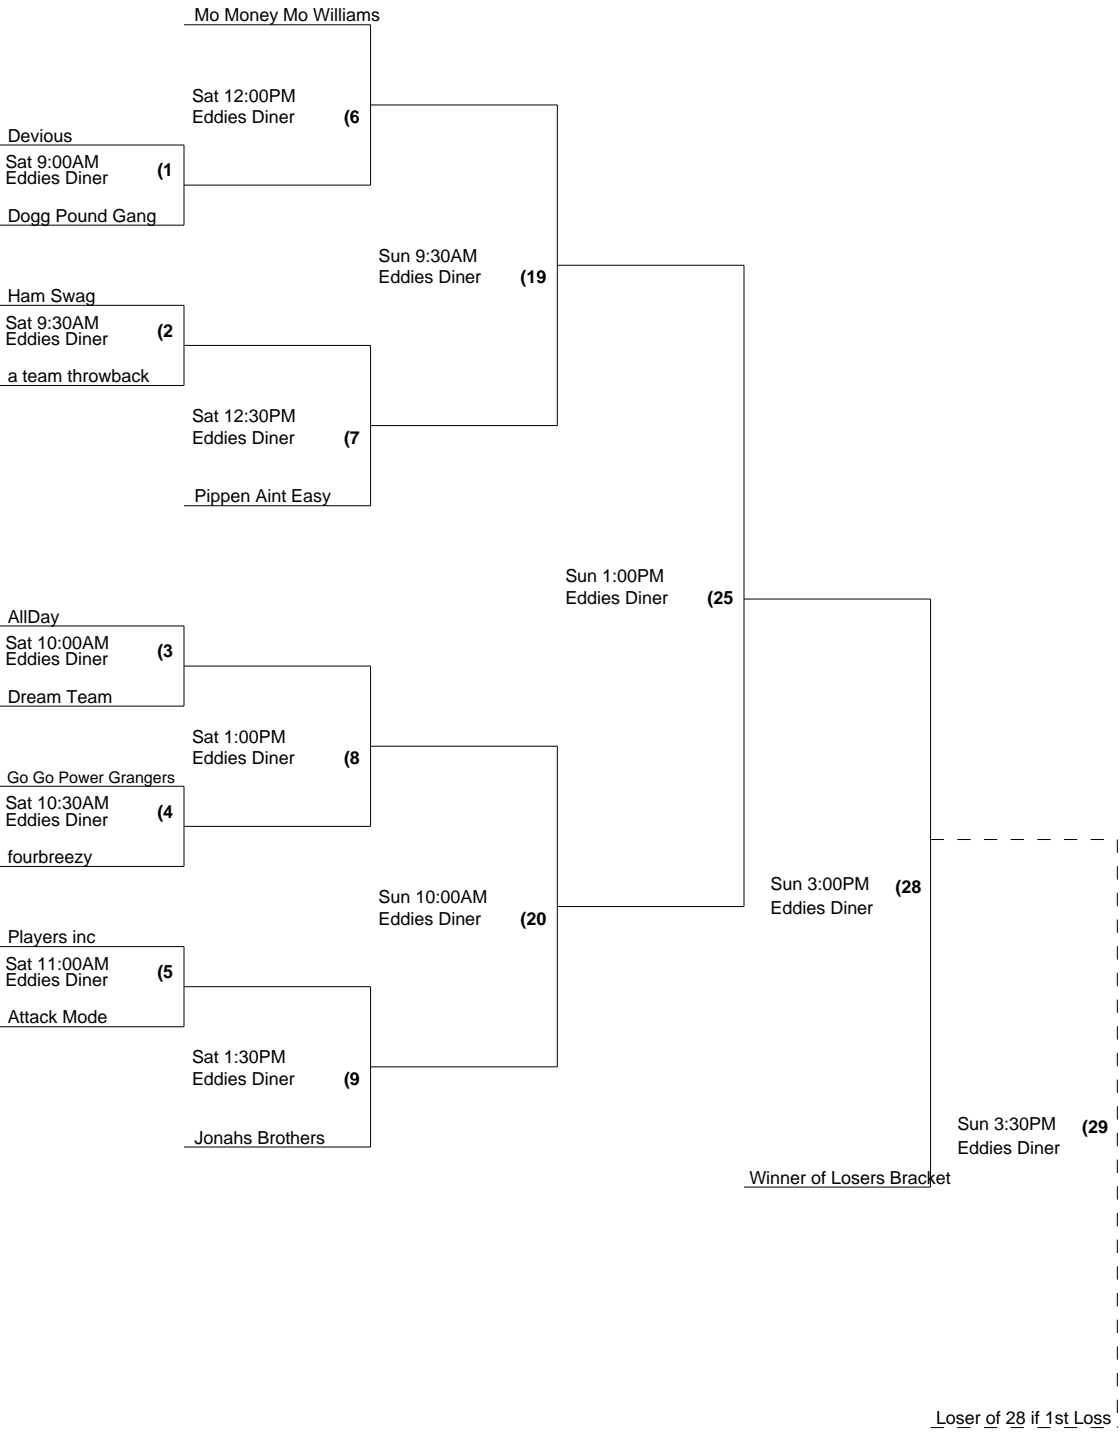 Mo Money Mo Williams
Sat 12:00PM
Eddies Diner (6
Devious
Sat 9:00AM
Eddies Diner (1
Dogg Pound Gang
Sun 9:30AM
Eddies Diner (19
Ham Swag
Sat 9:30AM
Eddies Diner (2
a team throwback
Sat 12:30PM
Eddies Diner (7
Pippen Aint Easy
Sun 1:00PM
Eddies Diner (25
AllDay
Sat 10:00AM
Eddies Diner (3
Dream Team
Sat 1:00PM
Eddies Diner (8
Go Go Power Grangers
Sat 10:30AM
Eddies Diner (4
fourbreezy
Sun 10:00AM
Eddies Diner (20
Sun 3:00PM
Eddies Diner (28
Players inc
Sat 11:00AM
Eddies Diner (5
Attack Mode
Sat 1:30PM
Eddies Diner (9
Jonahs Brothers
Sun 3:30PM
Eddies Diner (29
Winner of Losers Bracket
Loser of 28 if 1st Loss